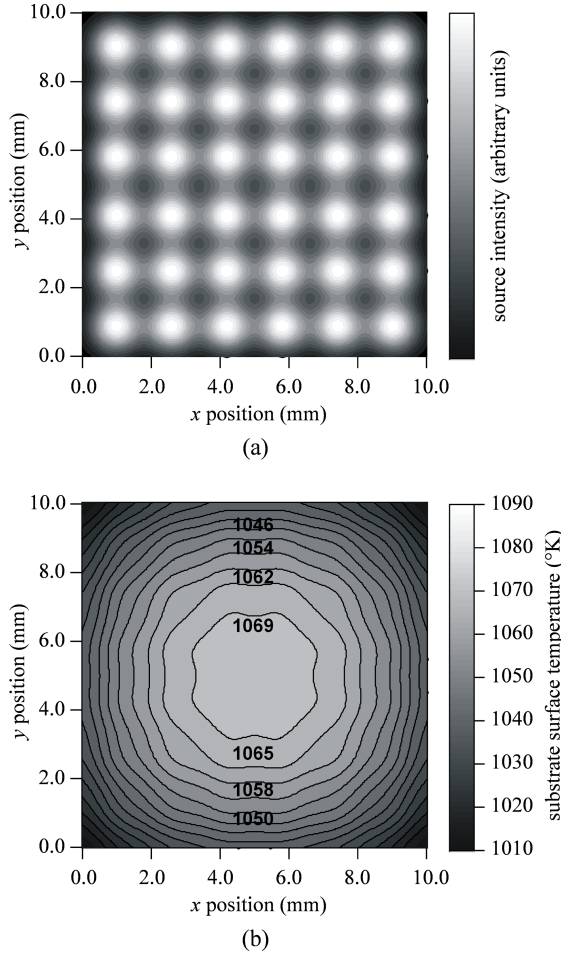 10.0
8.0
6.0
4.0
2.0
0.0
y position (mm)
0.0 2.0 4.0 6.0 8.0 10.0
x position (mm)
source intensity (arbitrary units)
(a)
10.0
8.0
6.0
4.0
2.0
0.0
y position (mm)
1046
1054
1062
1069
1065
1058
1050
0.0 2.0 4.0 6.0 8.0 10.0
x position (mm)
1090
1080
1070
1060
1050
1040
1030
1020
1010
substrate surface temperature (°K)
(b)